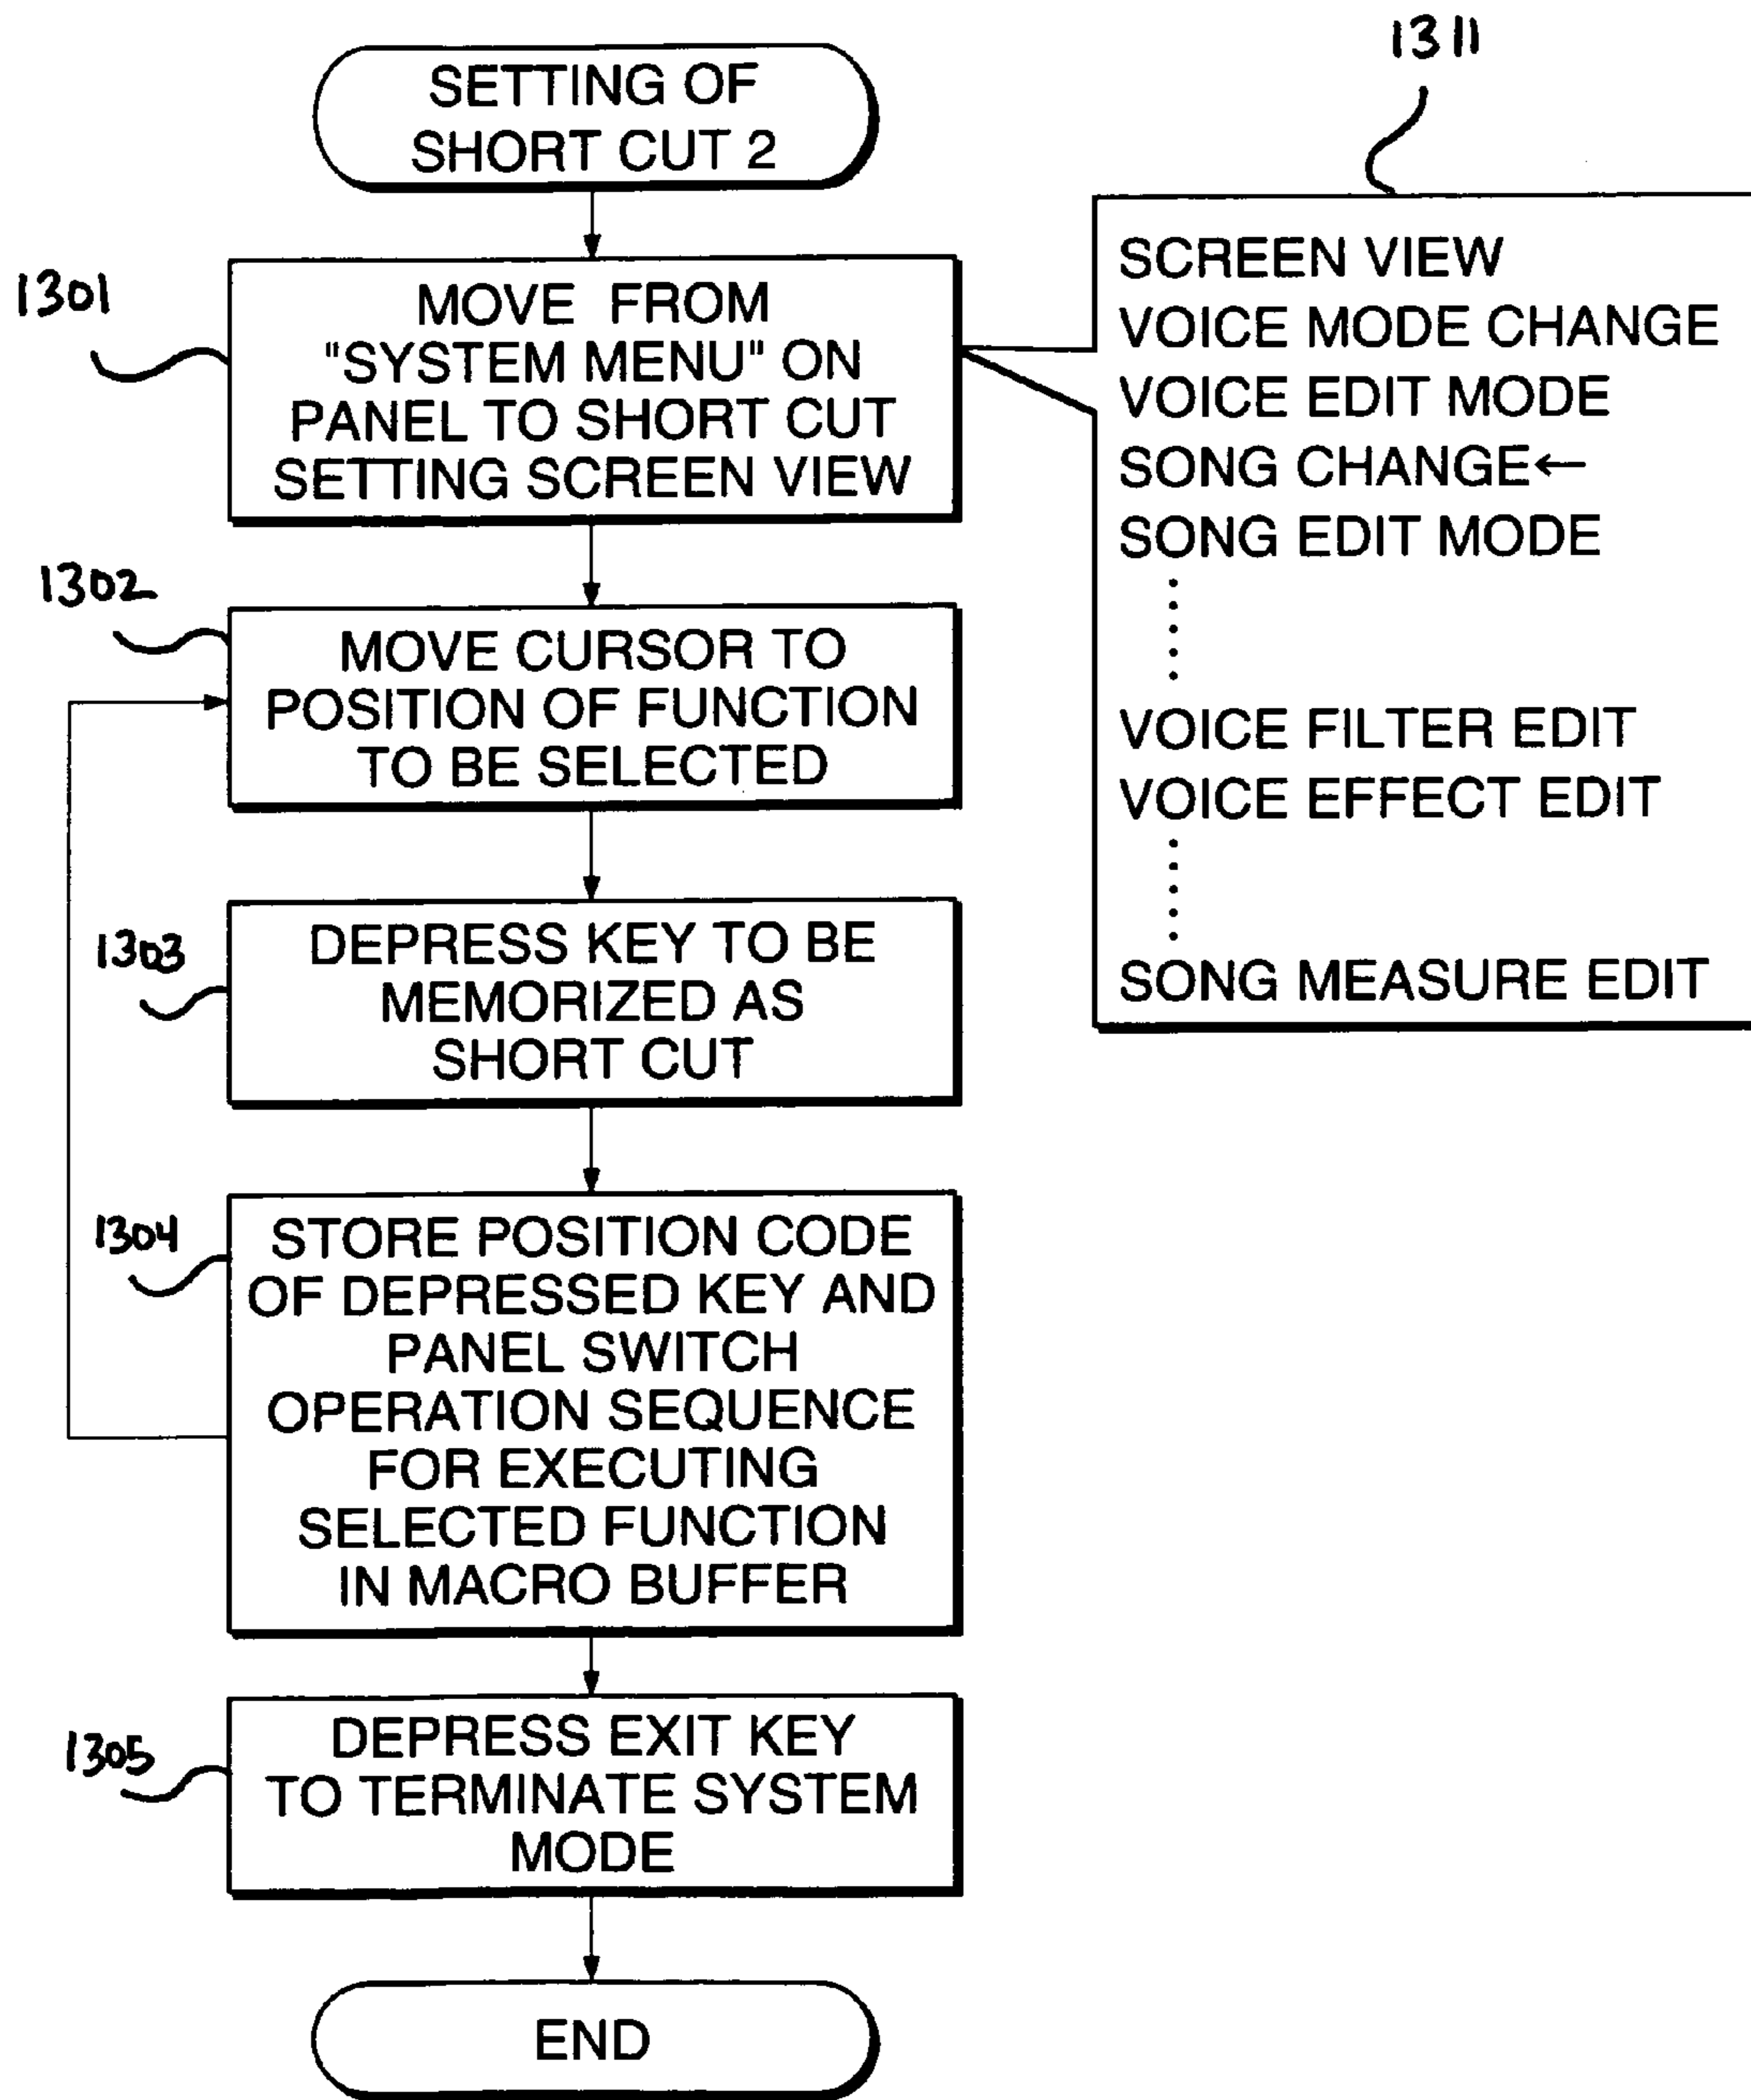 SETTING OF
SHORT CUT 2
1301
MOVE FROM
"SYSTEM MENU" ON
PANEL TO SHORT CUT
SETTING SCREEN VIEW
1311
SCREEN VIEW
VOICE MODE CHANGE
VOICE EDIT MODE
SONG CHANGE←
SONG EDIT MODE
VOICE FILTER EDIT
VOICE EFFECT EDIT
SONG MEASURE EDIT
1302
MOVE CURSOR TO
POSITION OF FUNCTION
TO BE SELECTED
1303
DEPRESS KEY TO BE
MEMORIZED AS
SHORT CUT
1304
STORE POSITION CODE
OF DEPRESSED KEY AND
PANEL SWITCH
OPERATION SEQUENCE
FOR EXECUTING
SELECTED FUNCTION
IN MACRO BUFFER
1305
DEPRESS EXIT KEY
TO TERMINATE SYSTEM
MODE
END